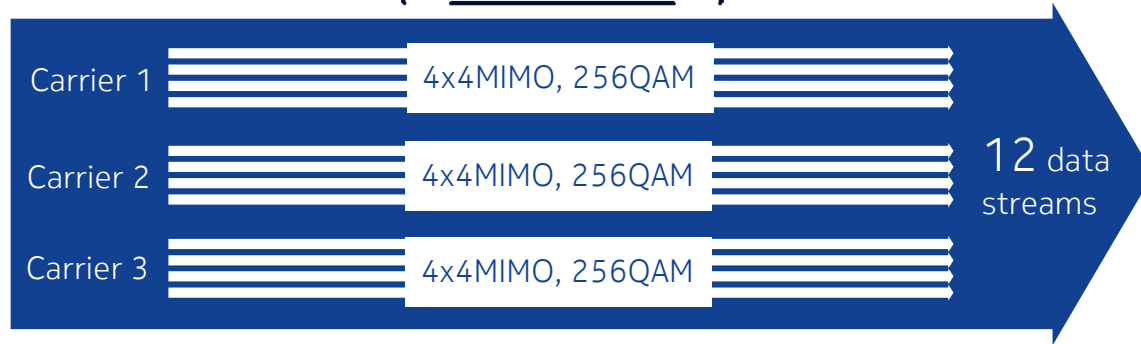 Carrier 1
4x4MIMO, 256QAM
Carrier 2
4x4MIMO, 256QAM
12 data
streams
Carrier 3
4x4MIMO, 256QAM